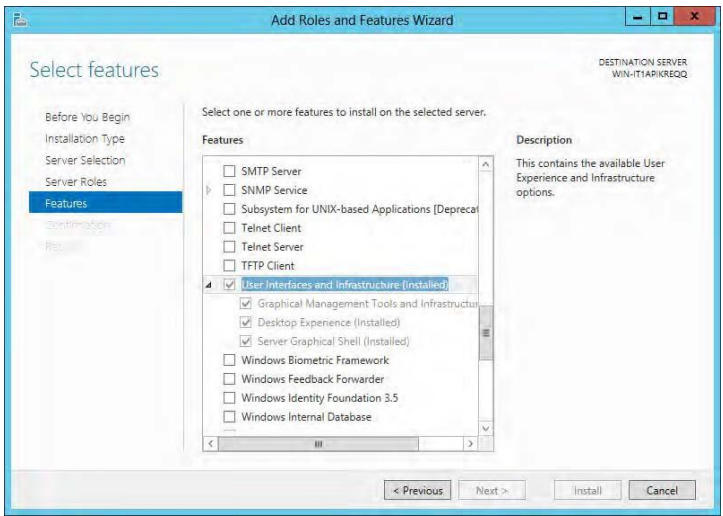 Add Roles and Features Wizard
Select features
DESTINATION SERVER
WIN-IT1APIKREQQ
Before You Begin
Installation Type
Server Selection
Server Roles
Features
Confirmation
Select one or more features to install on the selected server.
Features
SMTP Server
SNMP Service
Subsystem for UNIX-based Applications [Deprecat
Telnet Client
Telnet Server
TFTP Client
User Interfaces and Infrastructure (Installed)
Graphical Management Tools and Infrastructur
Desktop Experience (Installed)
Server Graphical Shell (Installed)
Windows Biometric Framework
Windows Feedback Forwarder
Windows Identity Foundation 3.5
Windows Internal Database
Description
This contains the available User
Experience and Infrastructure
options.
< Previous
Next >
Install
Cancel